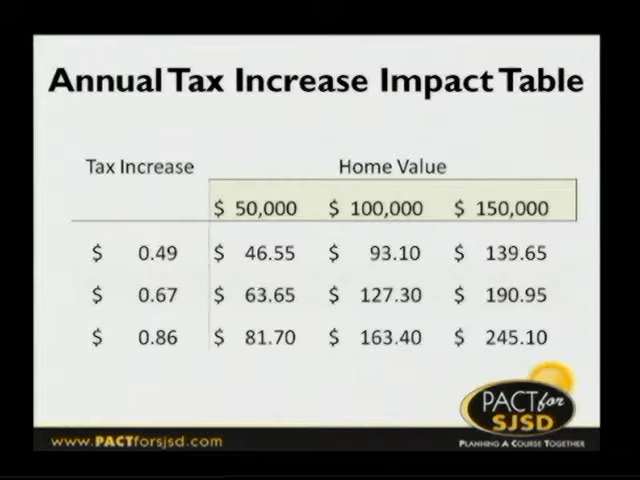 Annual Tax Increase Impact Table
Tax Increase Home Value
$ 50,000 $ 100,000 $ 150,000
$ 0.49 $ 46.55 $ 93.10 $ 139.65
$ 0.67 $ 63.65 $ 127.30 $ 190.95
$ 0.86 $ 81.70 $ 163.40 $ 245.10
PACT for
SJSD
www.PACTforsjsd.com PLANNING A COURSE TOGETHER